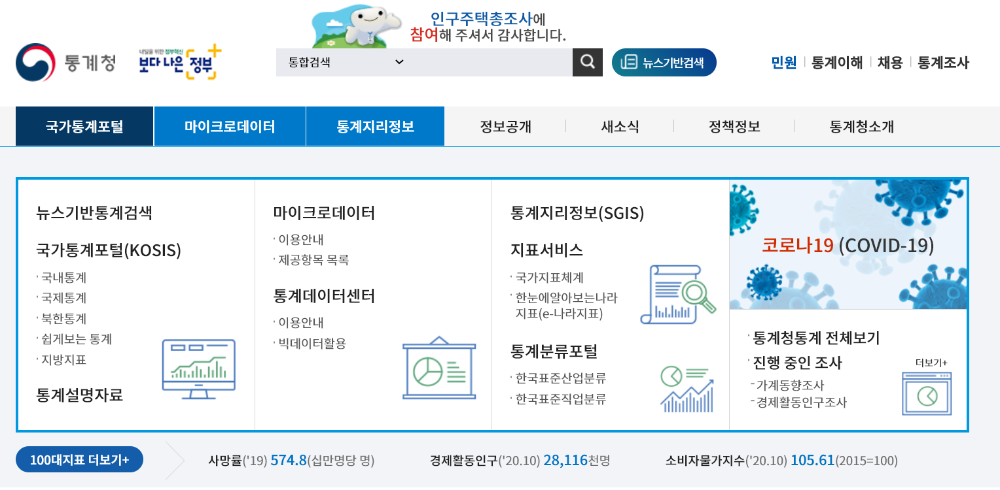 인구주택총조사에
참여해 주셔서 감사합니다.
통계청
내일을 위한 정부혁신
보다 나은 정부
통합검색
뉴스기반검색
민원 통계이해 채용 통계조사
국가통계포털 마이크로데이터 통계지리정보 정보공개 새소식 정책정보 통계청소개
뉴스기반통계검색
국가통계포털(KOSIS)
· 국내통계
· 국제통계
· 북한통계
· 쉽게보는 통계
· 지방지표
통계설명자료
마이크로데이터
· 이용안내
· 제공항목 목록
통계데이터센터
· 이용안내
· 빅데이터활용
통계지리정보(SGIS)
지표서비스
· 국가지표체계
· 한눈에알아보는나라
지표(e-나라지표)
통계분류포털
· 한국표준산업분류
· 한국표준직업분류
코로나19 (COVID-19)
· 통계청통계 전체보기
· 진행 중인 조사
더보기+
- 가계동향조사
- 경제활동인구조사
100대지표 더보기+
사망률('19) 574.8(십만명당 명)
경제활동인구('20.10) 28,116천명
소비자물가지수('20.10) 105.61(2015=100)